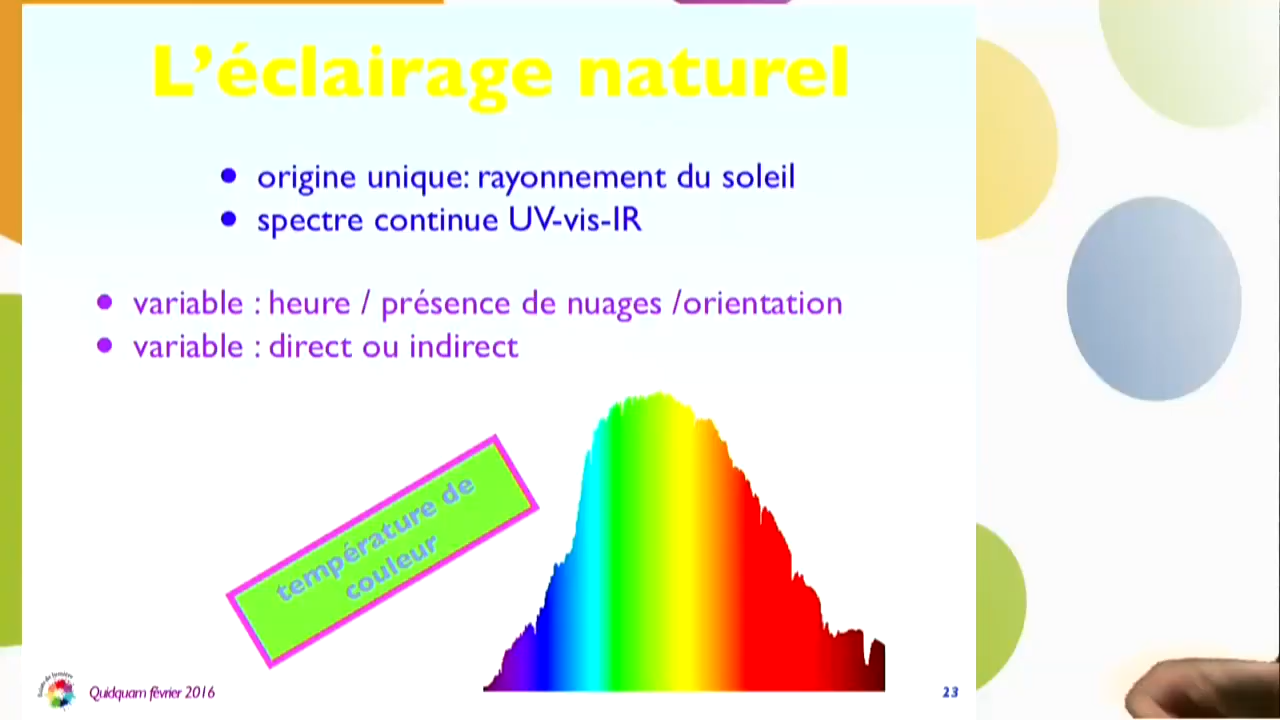 L'éclairage naturel
• origine unique: rayonnement du soleil
• spectre continue UV-vis-IR
• variable : heure / présence de nuages /orientation
• variable : direct ou indirect
température de
couleur
Quidquam février 2016
23